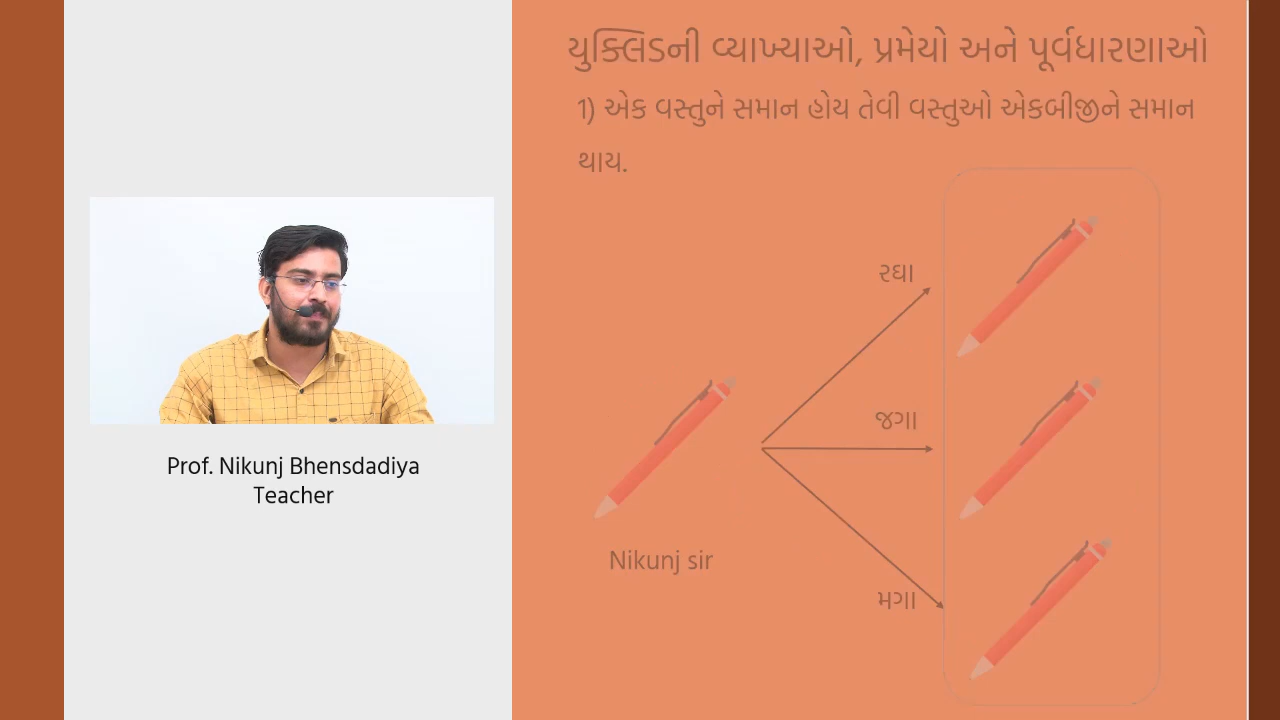 યુક્લિડની વ્યાખ્યાઓ, પ્રમેયો અને પૂર્વધારણાઓ
1) એક વસ્તુને સમાન હોય તેવી વસ્તુઓ એકબીજીને સમાન
થાય.
રઘા
જગા
મગા
Nikunj sir
Prof. Nikunj Bhensdadiya
Teacher